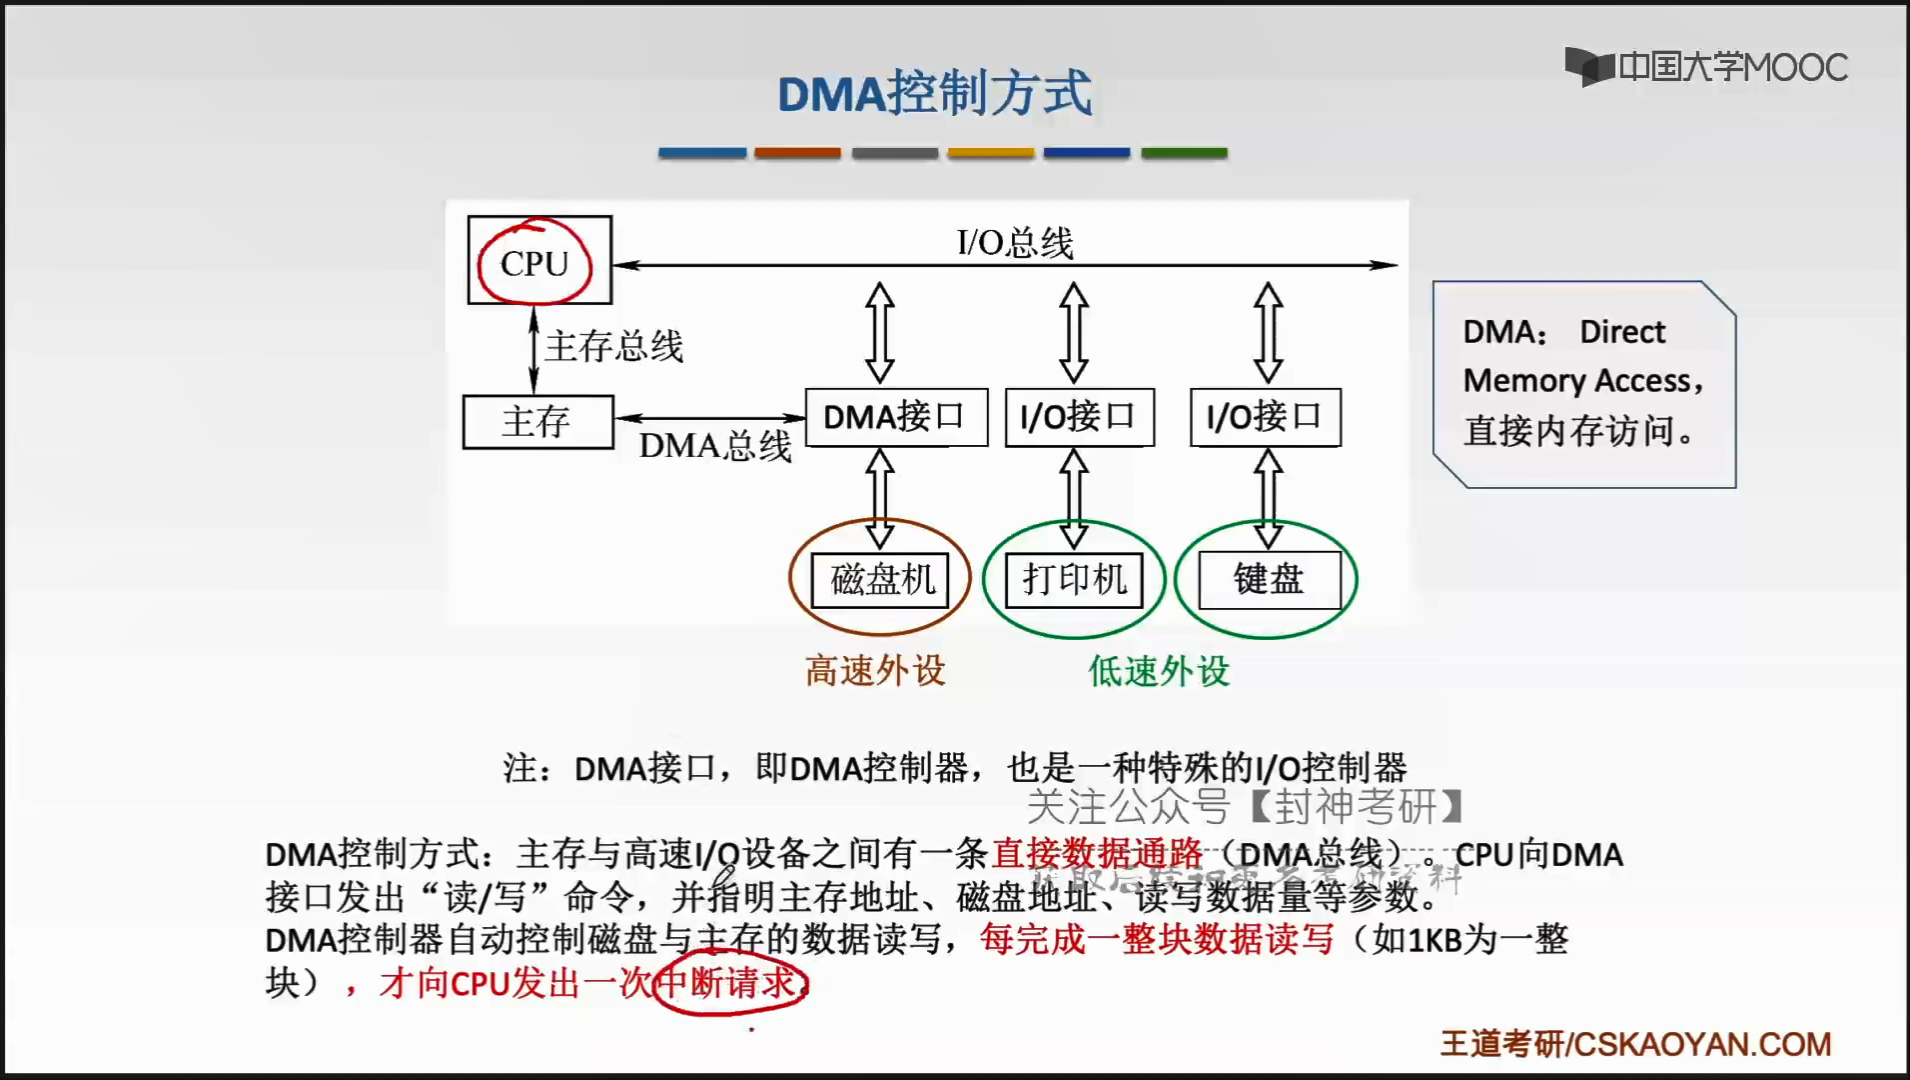 中国大学MOOC
DMA控制方式
CPU
I/O总线
主存总线
DMA: Direct
Memory Access,
直接内存访问。
主存
DMA总线
DMA接口
I/O接口
I/O接口
磁盘机
打印机
键盘
高速外设
低速外设
注：DMA接口，即DMA控制器，也是一种特殊的I/O控制器
关注公众号【封神考研】
DMA控制方式：主存与高速I/O设备之间有一条直接数据通路（DMA总线）。CPU向DMA
接口发出“读/写”命令，并指明主存地址、磁盘地址、读写数据量等参数。
DMA控制器自动控制磁盘与主存的数据读写，每完成一整块数据读写（如1KB为一整
块），才向CPU发出一次中断请求。
王道考研/CSKAOYAN.COM